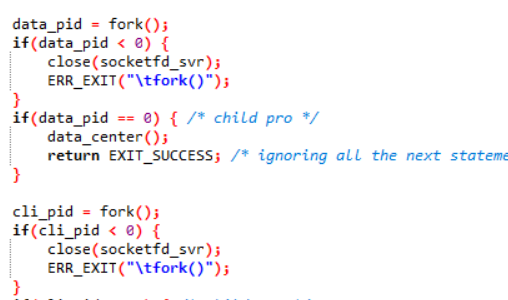 data_pid = fork();
if(data_pid < 0) {
close(socketfd_svr);
ERR_EXIT("\tfork()");
}
if(data_pid == 0) { /* child pro */
data_center();
return EXIT_SUCCESS; /* ignoring all the next stateme
}
cli_pid = fork();
if(cli_pid < 0) {
close(socketfd_svr);
ERR_EXIT("\tfork()");
}